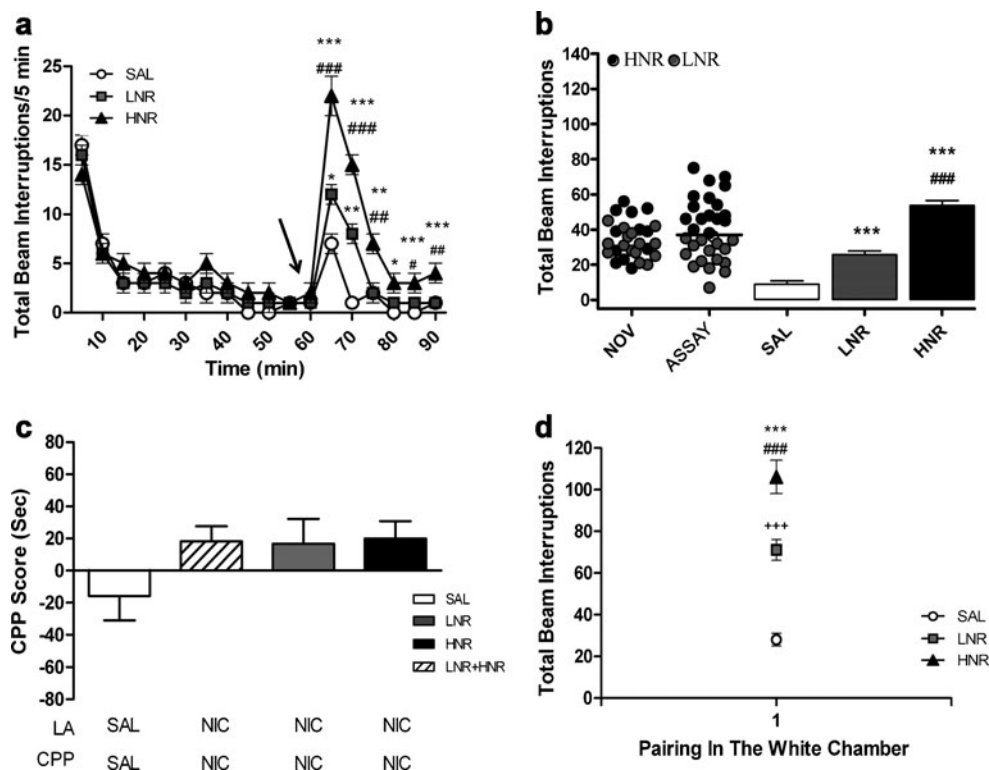 a
Total Beam Interruptions/5 min
25
20
15
10
5
0
SAL
LNR
HNR
***
###
***
###
*
**
**
##
*
***
#
***
##
10 20 30 40 50 60 70 80 90
Time (min)
b
Total Beam Interruptions
140
120
100
80
60
40
20
0
HNR LNR
***
***
###
NOV ASSAY SAL LNR HNR
c
CPP Score (Sec)
80
60
40
20
0
-20
-40
-60
-80
SAL
LNR
HNR
LNR+HNR
LA SAL NIC NIC NIC
CPP SAL NIC NIC NIC
d
Total Beam Interruptions
120
100
80
60
40
20
0
***
###
+++
SAL
LNR
HNR
1
Pairing In The White Chamber